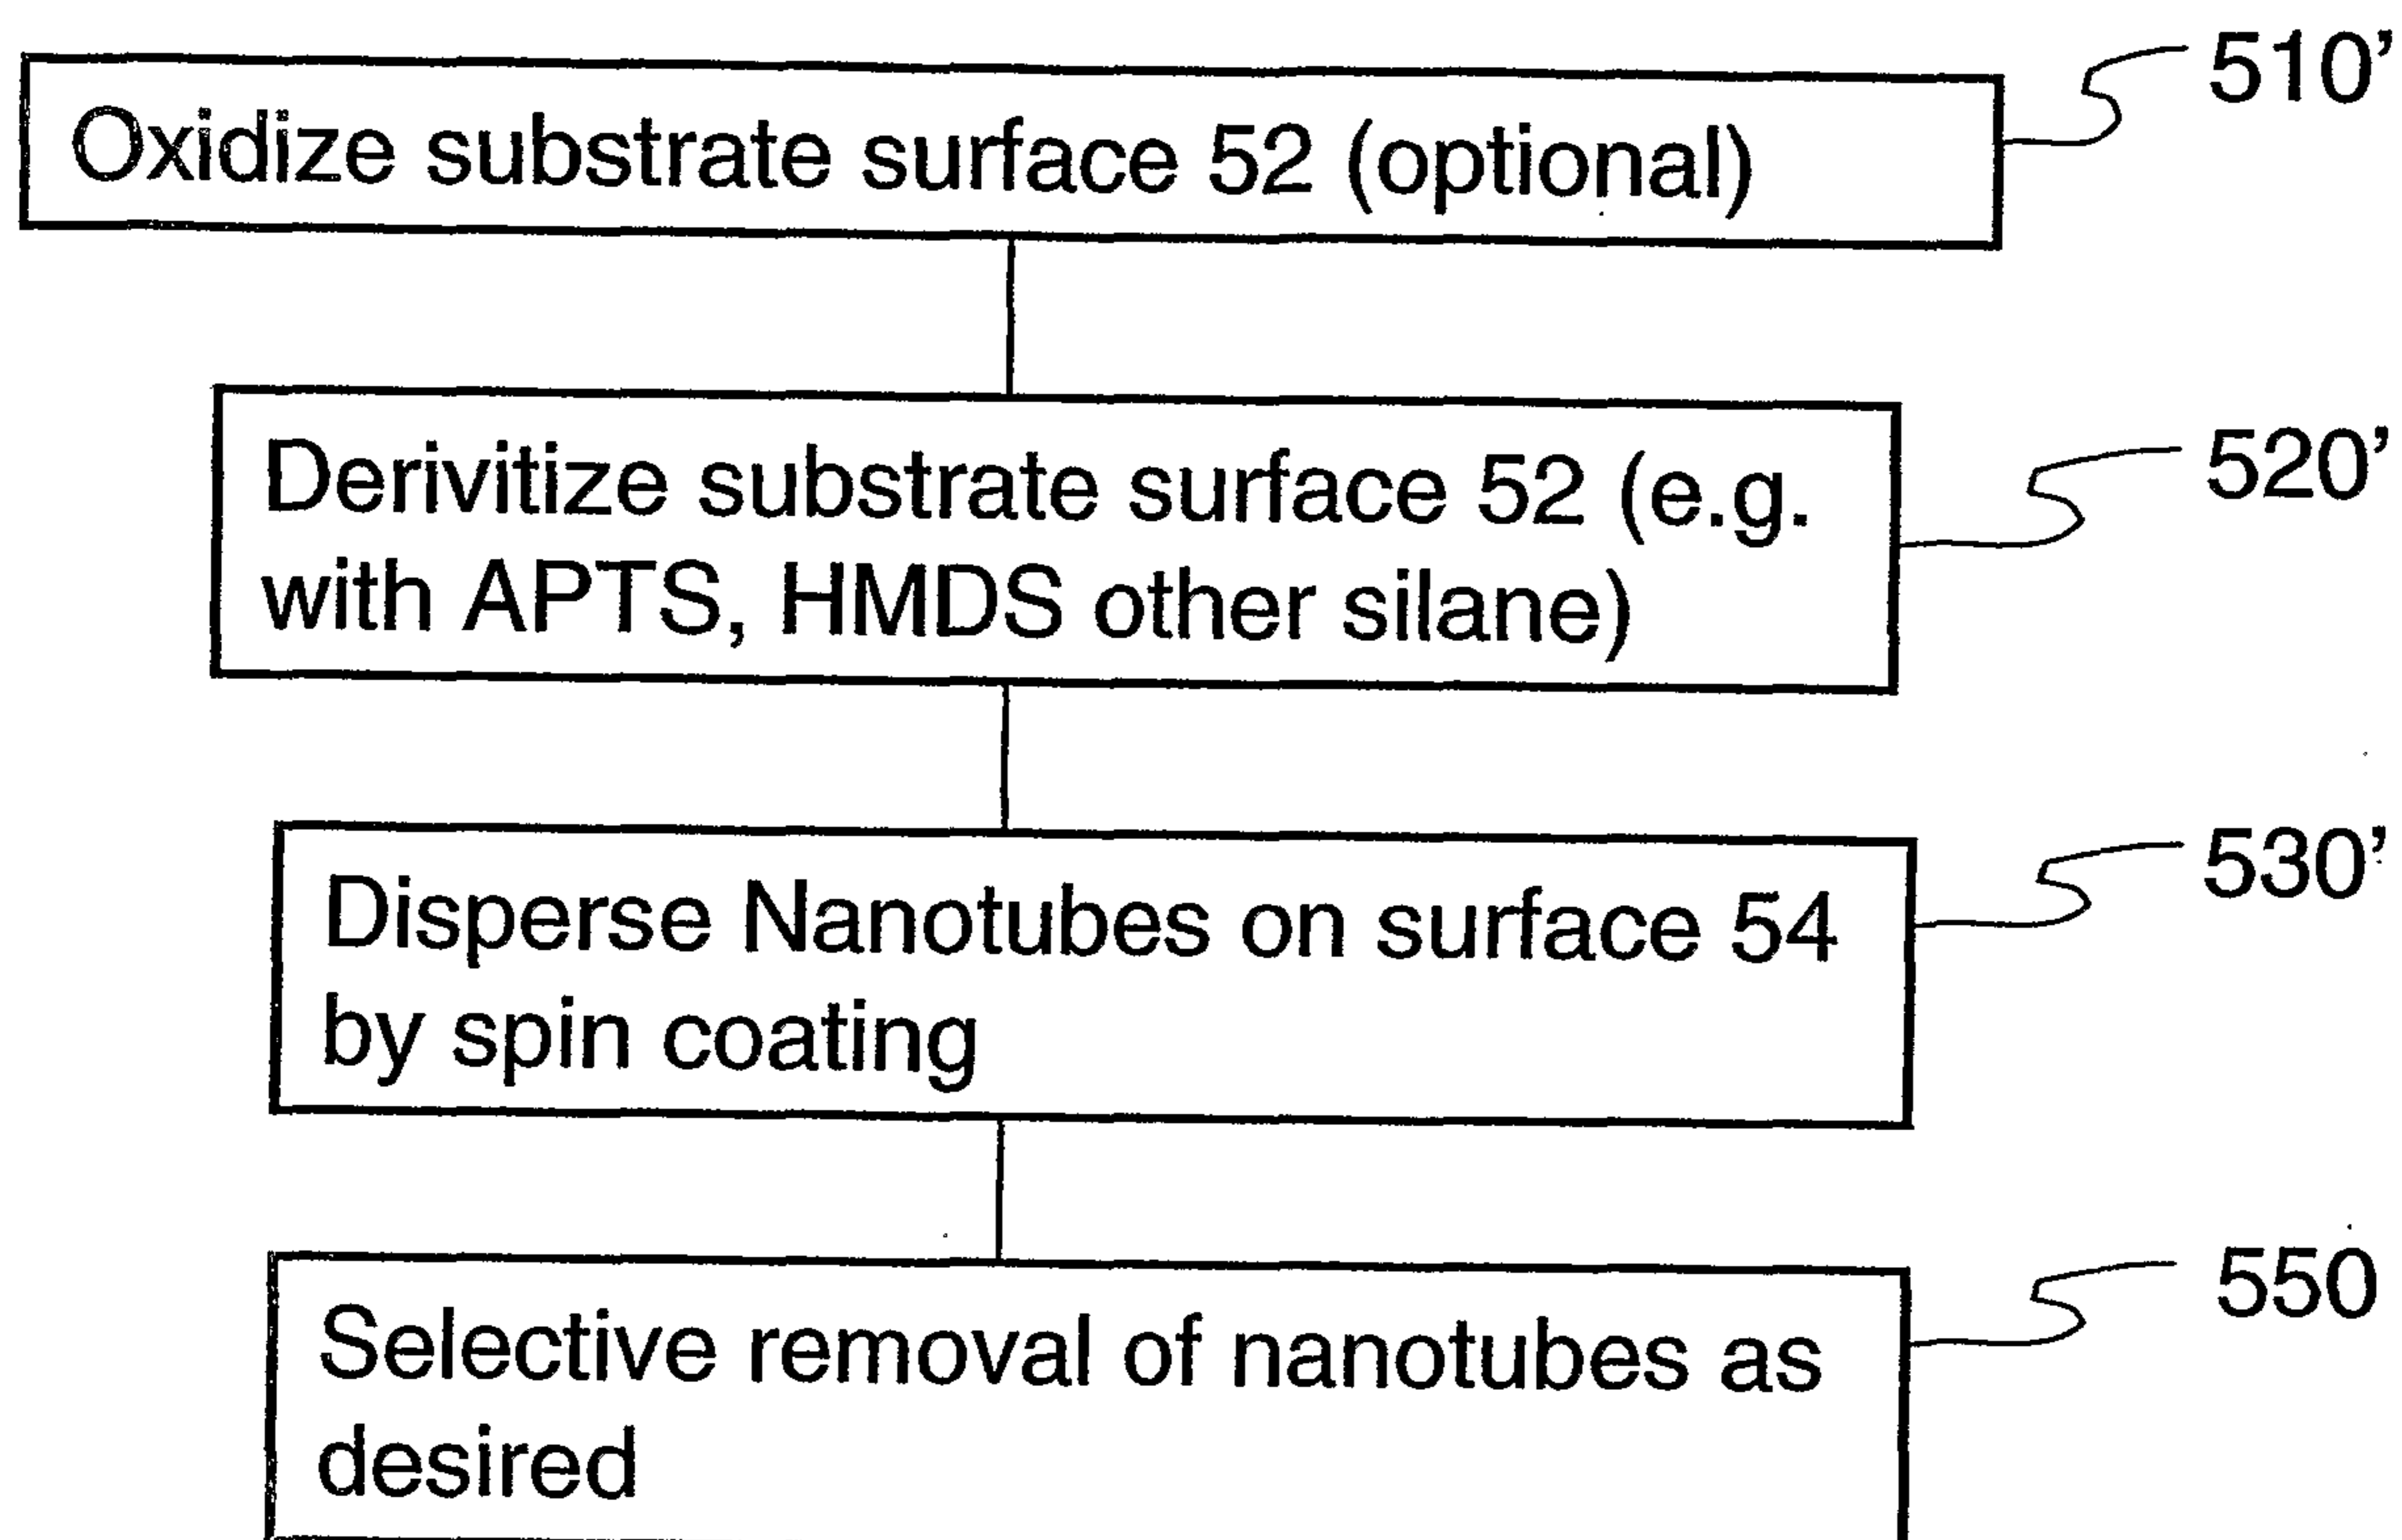 510’
Oxidize substrate surface 52 (optional)
520’
Derivitize substrate surface 52 (e.g.
with APTS, HMDS other silane)
530’
Disperse Nanotubes on surface 54
by spin coating
550
Selective removal of nanotubes as
desired